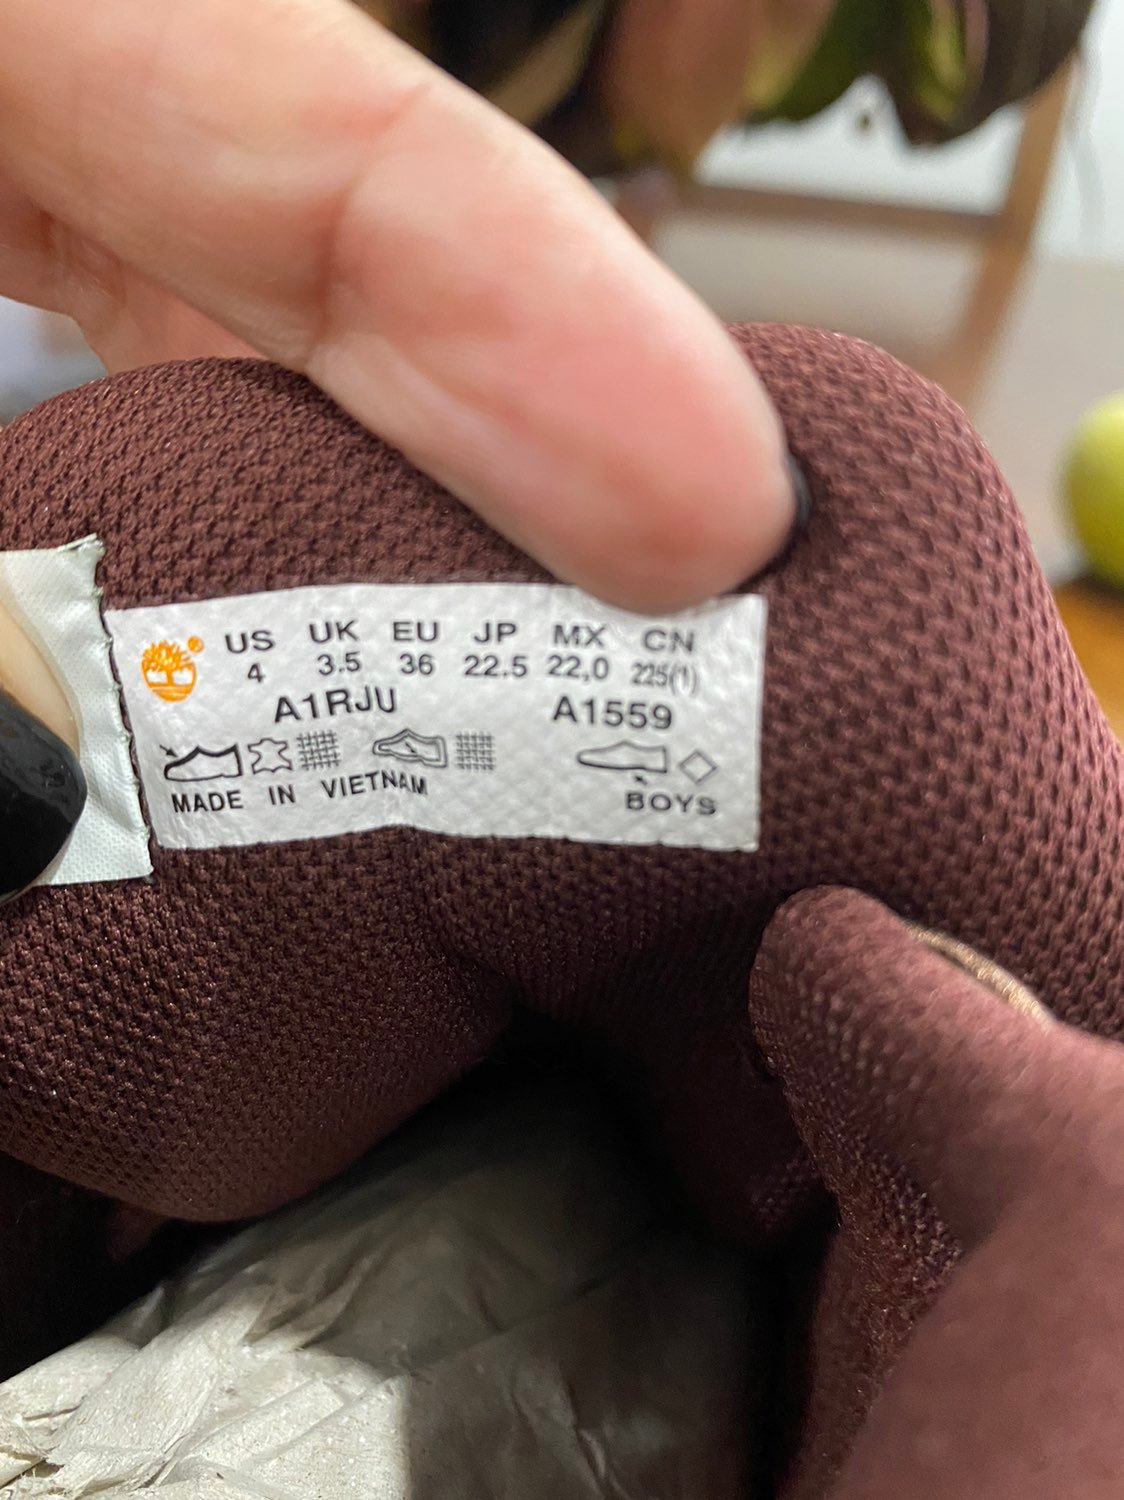 US UK EU JP MX CN
4 3.5 36 22.5 22,0 225(1)
A1RJU A1559
MADE IN VIETNAM BOYS